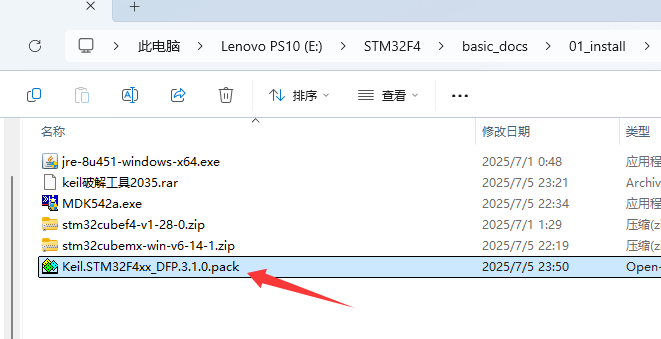 此电脑 > Lenovo PS10 (E:) > STM32F4 > basic_docs > 01_install >
排序 查看 ...
名称 修改日期 类型
jre-8u451-windows-x64.exe 2025/7/1 0:48 应用程
keil破解工具2035.rar 2025/7/5 23:21 Archiv
MDK542a.exe 2025/7/5 22:34 应用程
stm32cubef4-v1-28-0.zip 2025/7/1 1:29 压缩(zi
stm32cubemx-win-v6-14-1.zip 2025/7/5 22:19 压缩(zi
Keil.STM32F4xx_DFP.3.1.0.pack 2025/7/5 23:50 Open-